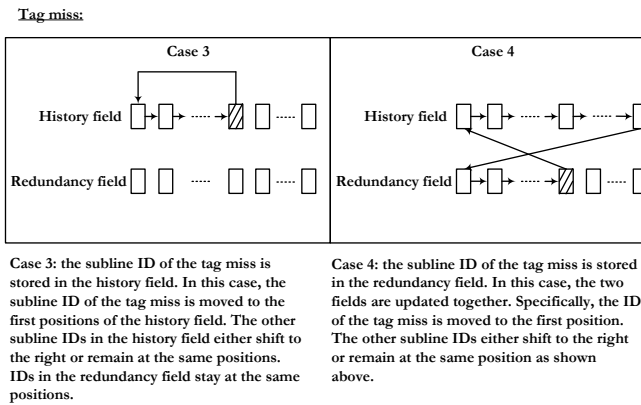 Tag miss:
Case 3
Case 4
History field
History field
Redundancy field
Redundancy field
Case 3: the subline ID of the tag miss is
stored in the history field. In this case, the
subline ID of the tag miss is moved to the
first positions of the history field. The other
subline IDs in the history field either shift to
the right or remain at the same positions.
IDs in the redundancy field stay at the same
positions.
Case 4: the subline ID of the tag miss is stored
in the redundancy field. In this case, the two
fields are updated together. Specifically, the ID
of the tag miss is moved to the first position.
The other subline IDs either shift to the right
or remain at the same position as shown
above.